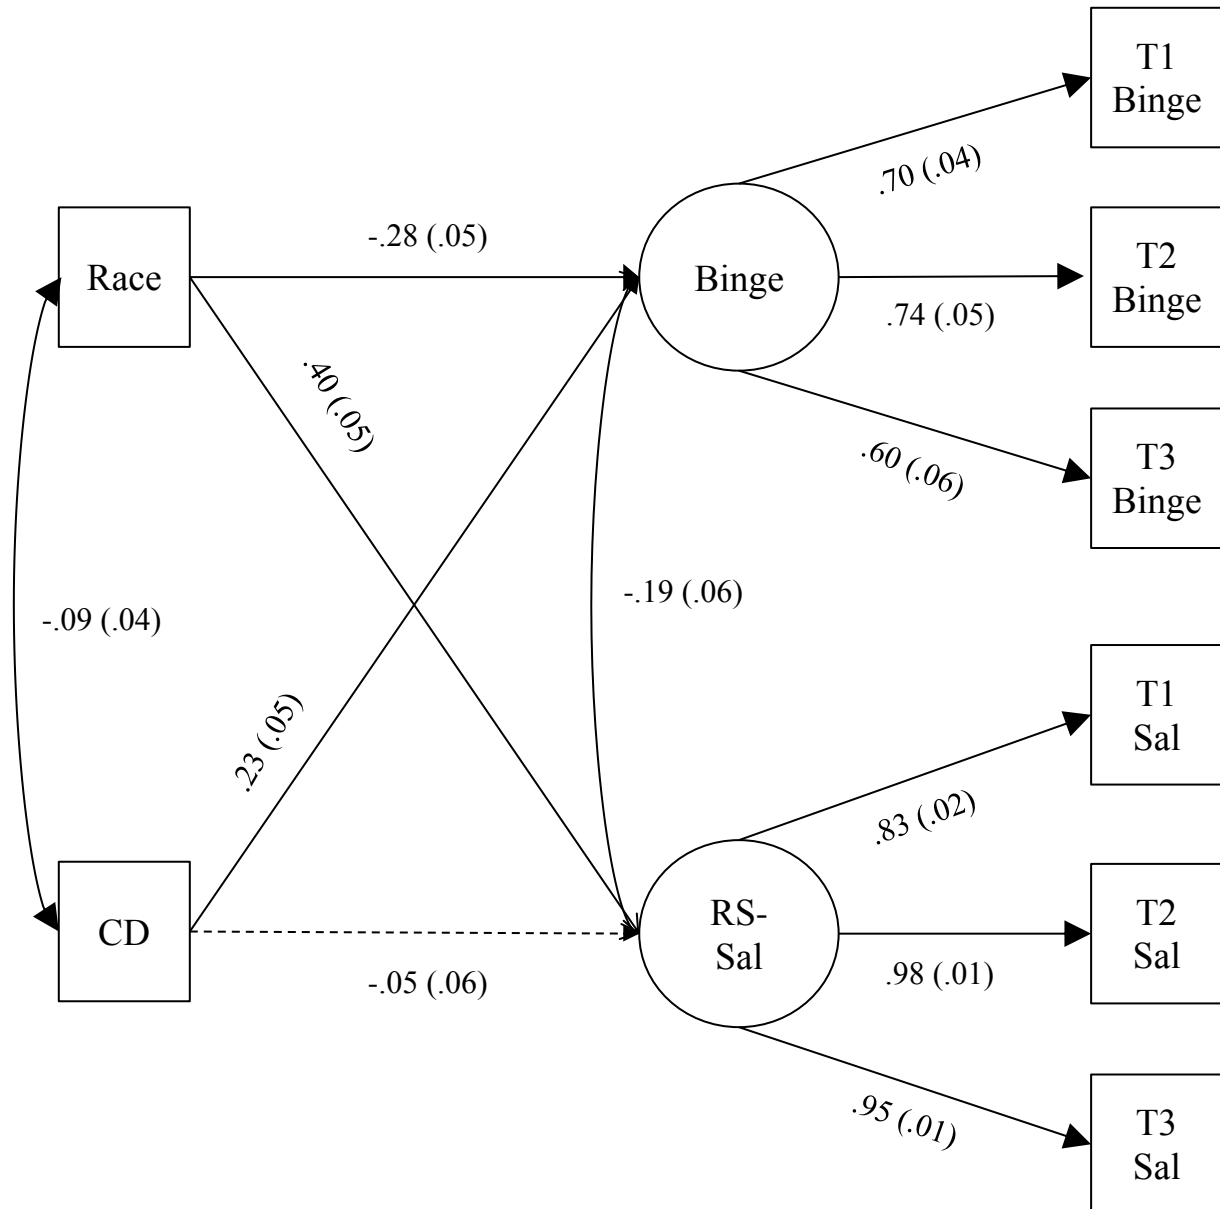 T1
Binge
.70 (.04)
-.28 (.05)
Race
Binge
T2
Binge
.74 (.05)
.40 (.05)
.60 (.06)
T3
Binge
-.09 (.04)
-.19 (.06)
.23 (.05)
T1
Sal
.83 (.02)
CD
RS-
Sal
T2
Sal
-.05 (.06)
.98 (.01)
.95 (.01)
T3
Sal